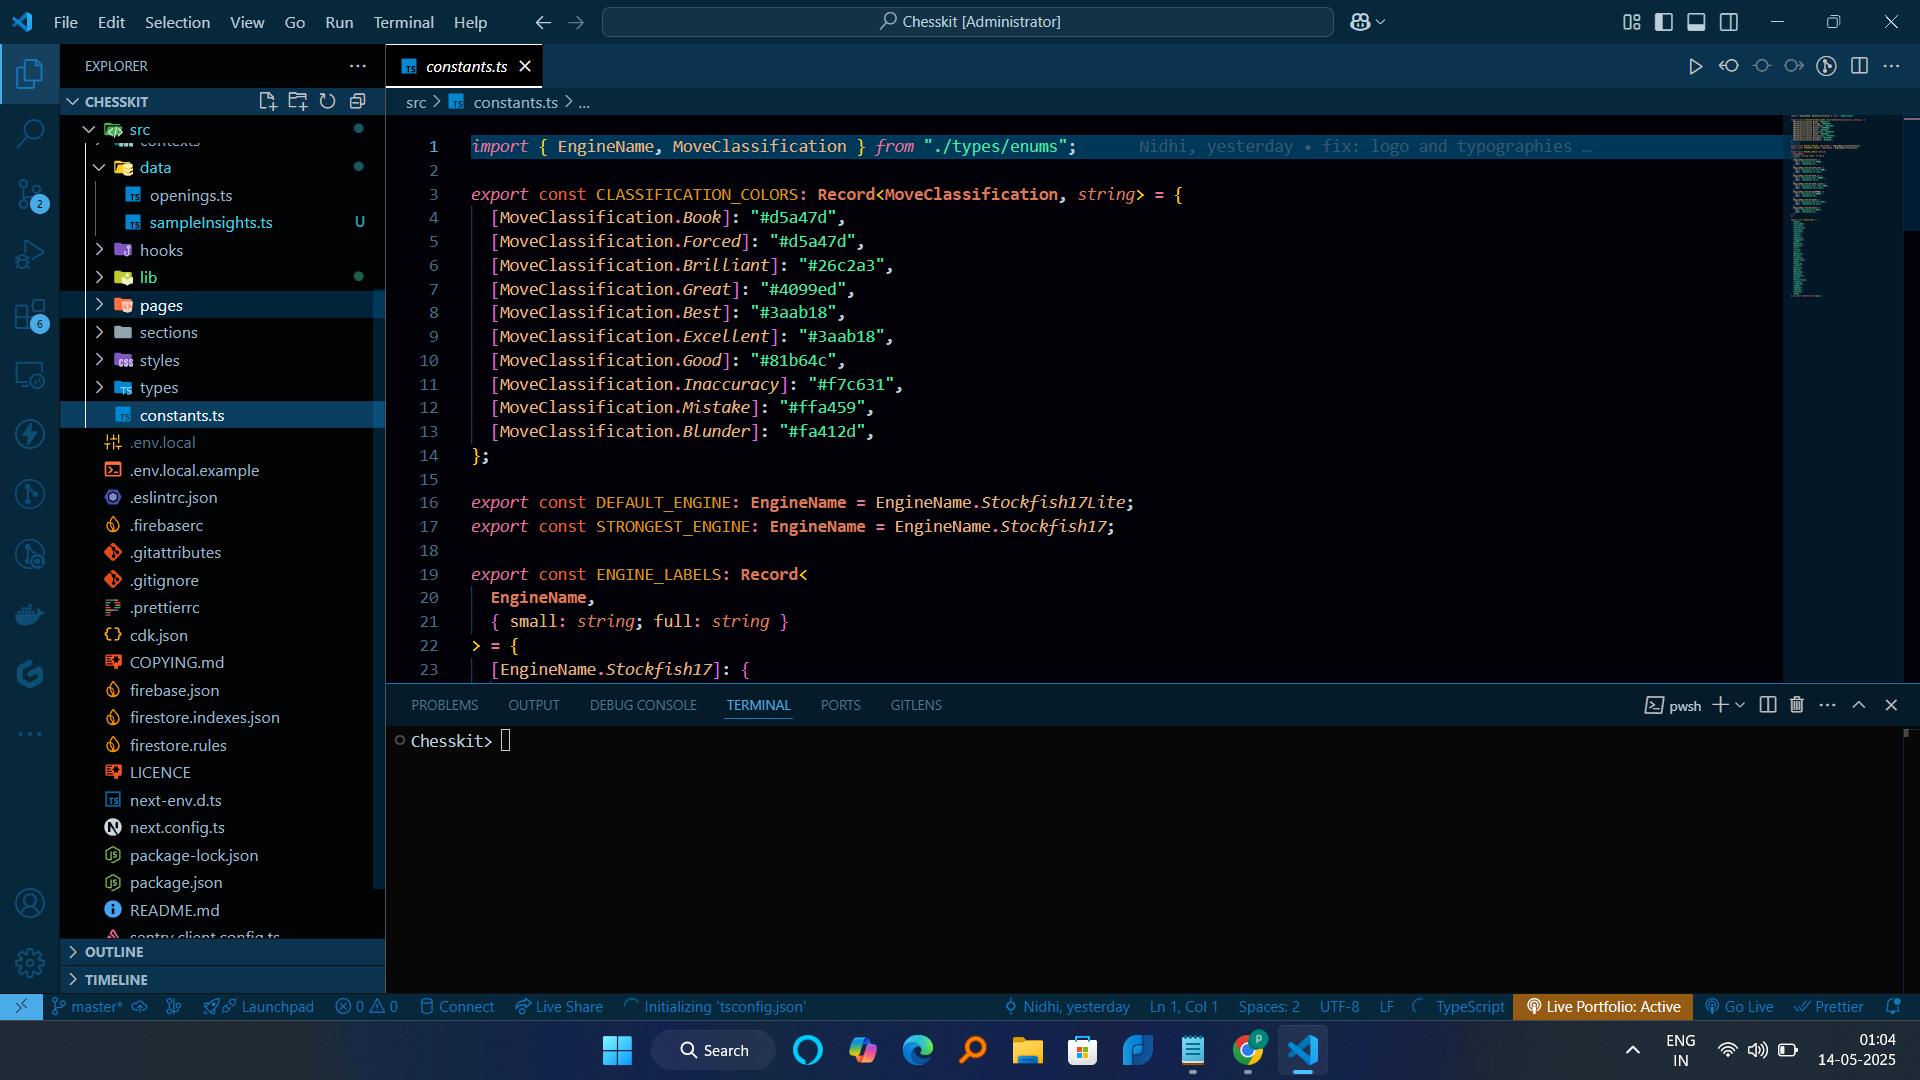 File Edit Selection View Go Run Terminal Help
Chesskit [Administrator]
EXPLORER
CHESSKIT
src
contexts
data
openings.ts
sampleInsights.ts U
hooks
lib
pages
sections
styles
types
constants.ts
.env.local
.env.local.example
.eslintrc.json
.firebaserc
.gitattributes
.gitignore
.prettierrc
cdk.json
COPYING.md
firebase.json
firestore.indexes.json
firestore.rules
LICENCE
next-env.d.ts
next.config.ts
package-lock.json
package.json
README.md
sentry.client.config.ts
OUTLINE
TIMELINE
2
6
constants.ts
src > constants.ts > ...
1 import { EngineName, MoveClassification } from "./types/enums"; Nidhi, yesterday • fix: logo and typographies …
2
3 export const CLASSIFICATION_COLORS: Record<MoveClassification, string> = {
4 [MoveClassification.Book]: "#d5a47d",
5 [MoveClassification.Forced]: "#d5a47d",
6 [MoveClassification.Brilliant]: "#26c2a3",
7 [MoveClassification.Great]: "#4099ed",
8 [MoveClassification.Best]: "#3aab18",
9 [MoveClassification.Excellent]: "#3aab18",
10 [MoveClassification.Good]: "#81b64c",
11 [MoveClassification.Inaccuracy]: "#f7c631",
12 [MoveClassification.Mistake]: "#ffa459",
13 [MoveClassification.Blunder]: "#fa412d",
14 };
15
16 export const DEFAULT_ENGINE: EngineName = EngineName.Stockfish17Lite;
17 export const STRONGEST_ENGINE: EngineName = EngineName.Stockfish17;
18
19 export const ENGINE_LABELS: Record<
20 EngineName,
21 { small: string; full: string }
22 > = {
23 [EngineName.Stockfish17]: {
PROBLEMS OUTPUT DEBUG CONSOLE TERMINAL PORTS GITLENS
pwsh
Chesskit>
master* Launchpad 0 0 Connect Live Share Initializing 'tsconfig.json' Nidhi, yesterday Ln 1, Col 1 Spaces: 2 UTF-8 LF TypeScript Live Portfolio: Active Go Live Prettier
Search
P
ENG
IN
01:04
14-05-2025